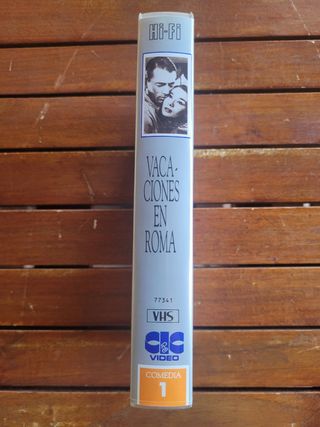 Hi-Fi
VACA-
CIONES
EN
ROMA
77341
VHS
CIC
VIDEO
COMEDIA
1